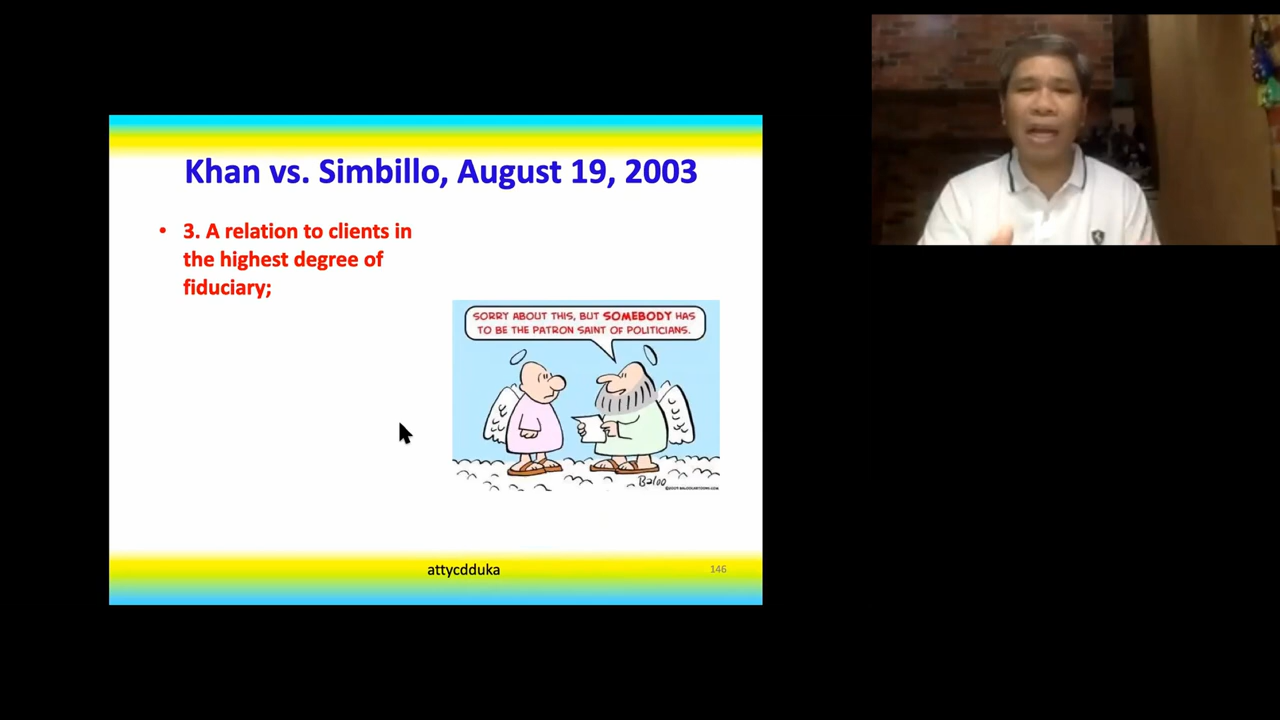 Khan vs. Simbillo, August 19, 2003
• 3. A relation to clients in
the highest degree of
fiduciary;
SORRY ABOUT THIS, BUT SOMEBODY HAS
TO BE THE PATRON SAINT OF POLITICIANS.
Baloo
attycdduka
146